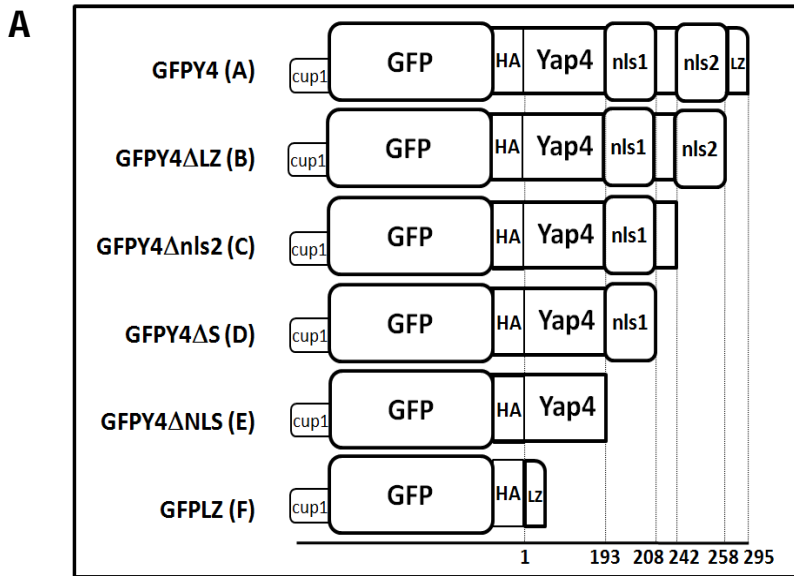 A
GFPY4 (A) cup1 GFP HA Yap4 nls1 nls2 LZ
GFPY4ΔLZ (B) cup1 GFP HA Yap4 nls1 nls2
GFPY4Δnls2 (C) cup1 GFP HA Yap4 nls1
GFPY4ΔS (D) cup1 GFP HA Yap4 nls1
GFPY4ΔNLS (E) cup1 GFP HA Yap4
GFPLZ (F) cup1 GFP HA LZ
1 193 208 242 258 295